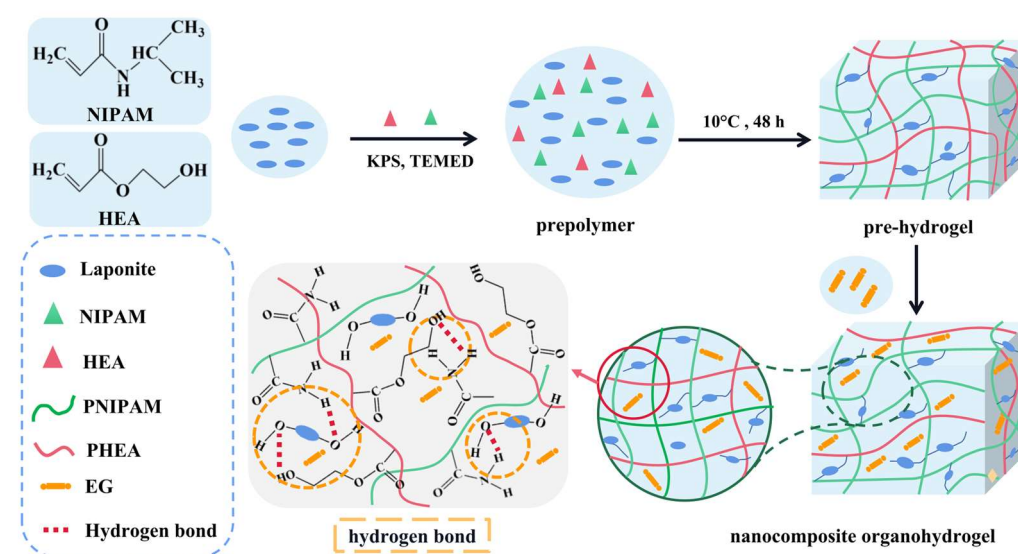 O
CH₃
H₂C
HC
N
H
CH₃
NIPAM
O
H₂C
O
OH
HEA
KPS, TEMED
prepolymer
10°C , 48 h
pre-hydrogel
Laponite
NIPAM
HEA
PNIPAM
PHEA
EG
Hydrogen bond
hydrogen bond
nanocomposite organohydrogel